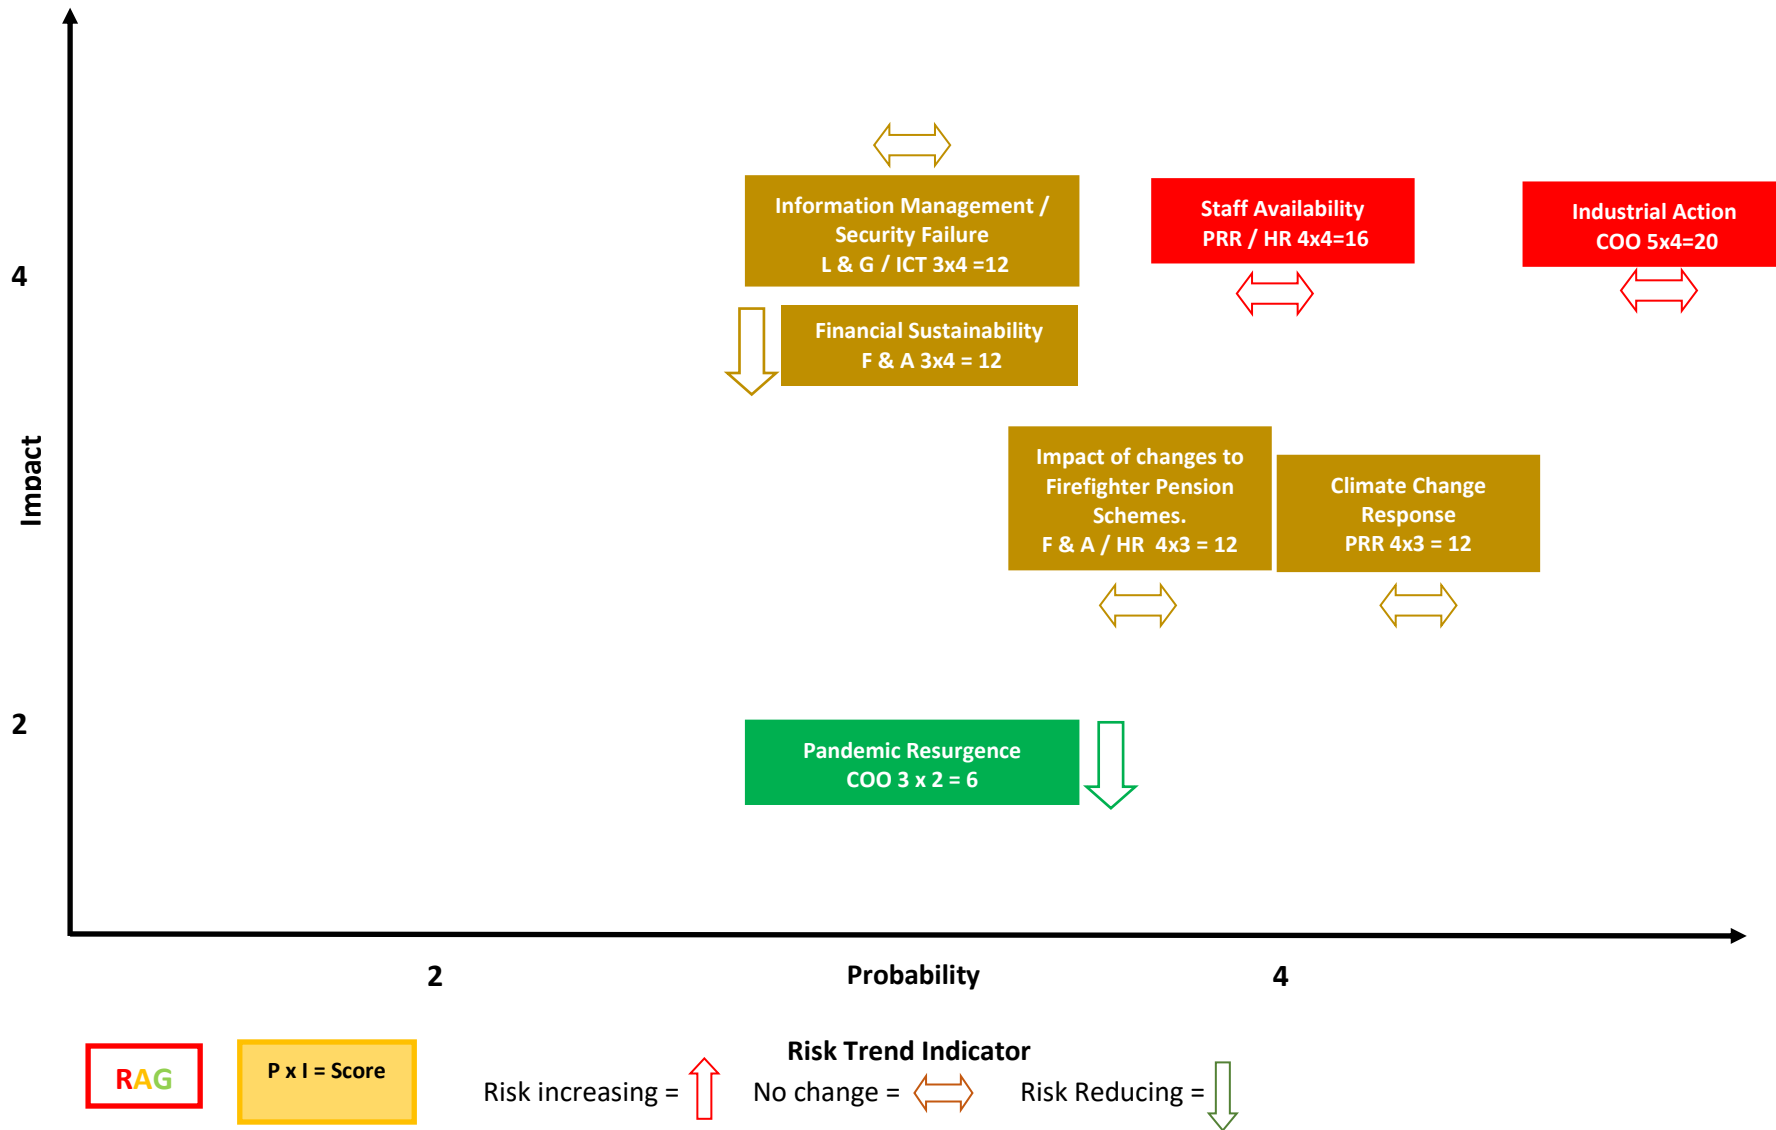 Information Management /
Security Failure
L & G / ICT 3x4 =12
Staff Availability
PRR / HR 4x4=16
Industrial Action
COO 5x4=20
4
Financial Sustainability
F & A 3x4 = 12
Impact
Impact of changes to
Firefighter Pension
Schemes.
F & A / HR 4x3 = 12
Climate Change
Response
PRR 4x3 = 12
2
Pandemic Resurgence
COO 3 x 2 = 6
2
Probability
4
RAG
P x I = Score
Risk Trend Indicator
Risk increasing =
No change =
Risk Reducing =